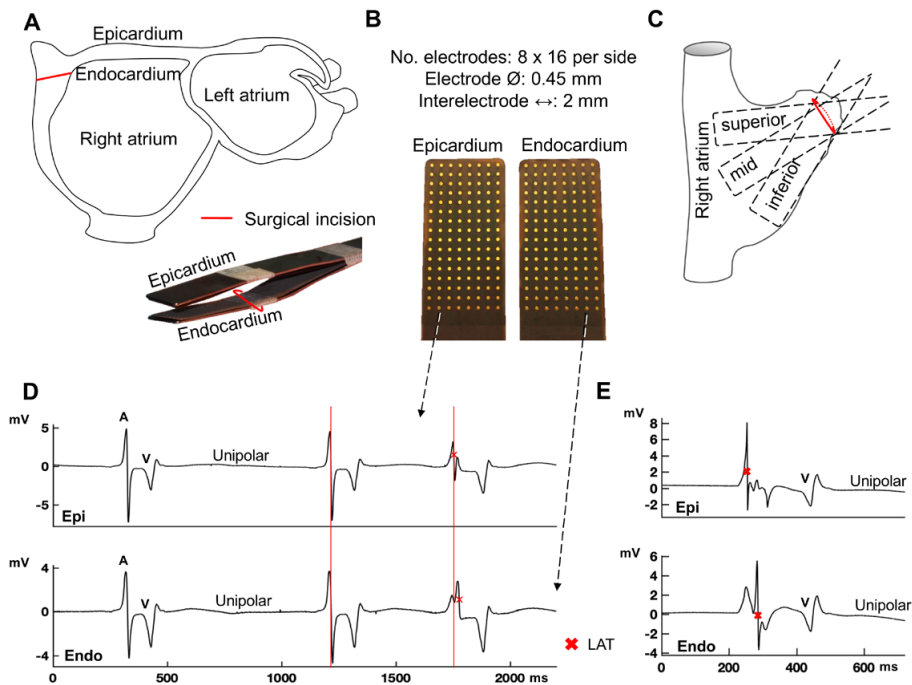 A
Epicardium
Endocardium
Left atrium
Right atrium
Surgical incision
Epicardium
Endocardium
B
No. electrodes: 8 x 16 per side
Electrode Ø: 0.45 mm
Interelectrode ↔: 2 mm
Epicardium
Endocardium
C
Right atrium
superior
mid
inferior
D
mV
A
V
5
0
-5
Unipolar
Epi
mV
A
V
4
0
-4
Unipolar
Endo
0
500
1000
1500
2000 ms
LAT
E
mV
8
6
4
2
0
-2
V
Unipolar
Epi
mV
6
4
2
0
-2
-4
V
Unipolar
Endo
0
200
400
600
ms